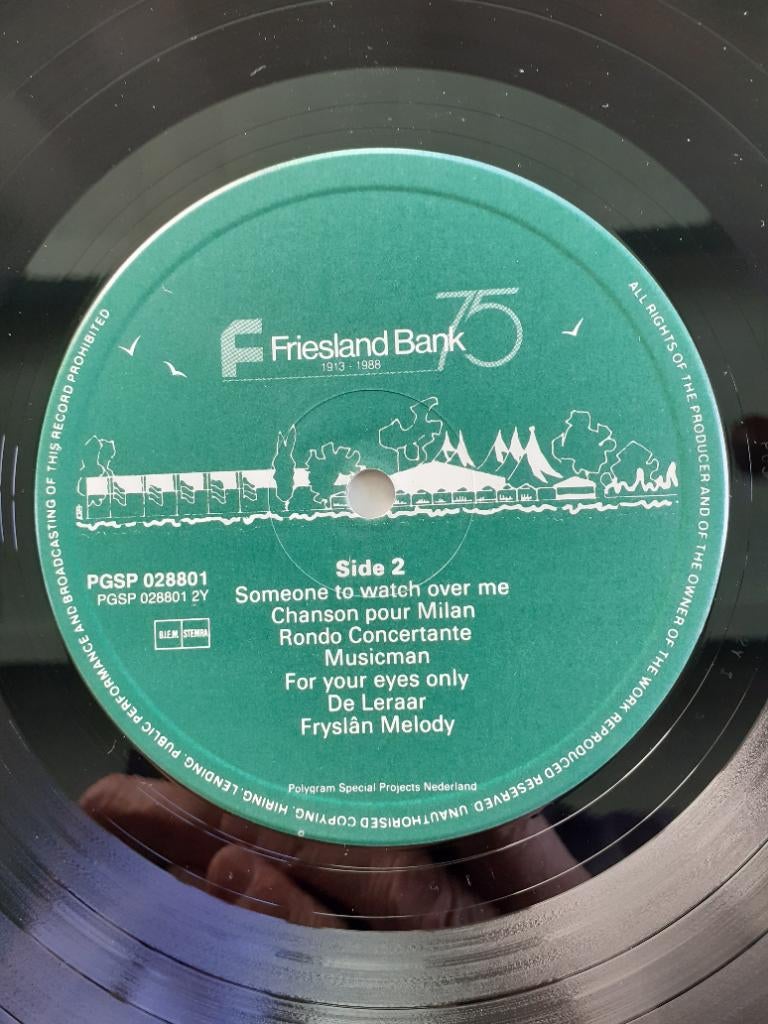 F Friesland Bank 75
1913 - 1988
Side 2
PGSP 028801
PGSP 028801 2Y
B.I.E.M. STEMRA
Someone to watch over me
Chanson pour Milan
Rondo Concertante
Musicman
For your eyes only
De Leraar
Fryslân Melody
Polygram Special Projects Nederland
ALL RIGHTS OF THE PRODUCER AND OF THE OWNER OF THE WORK REPRODUCED RESERVED. UNAUTHORISED COPYING, HIRING, LENDING, PUBLIC PERFORMANCE AND BROADCASTING OF THIS RECORD PROHIBITED